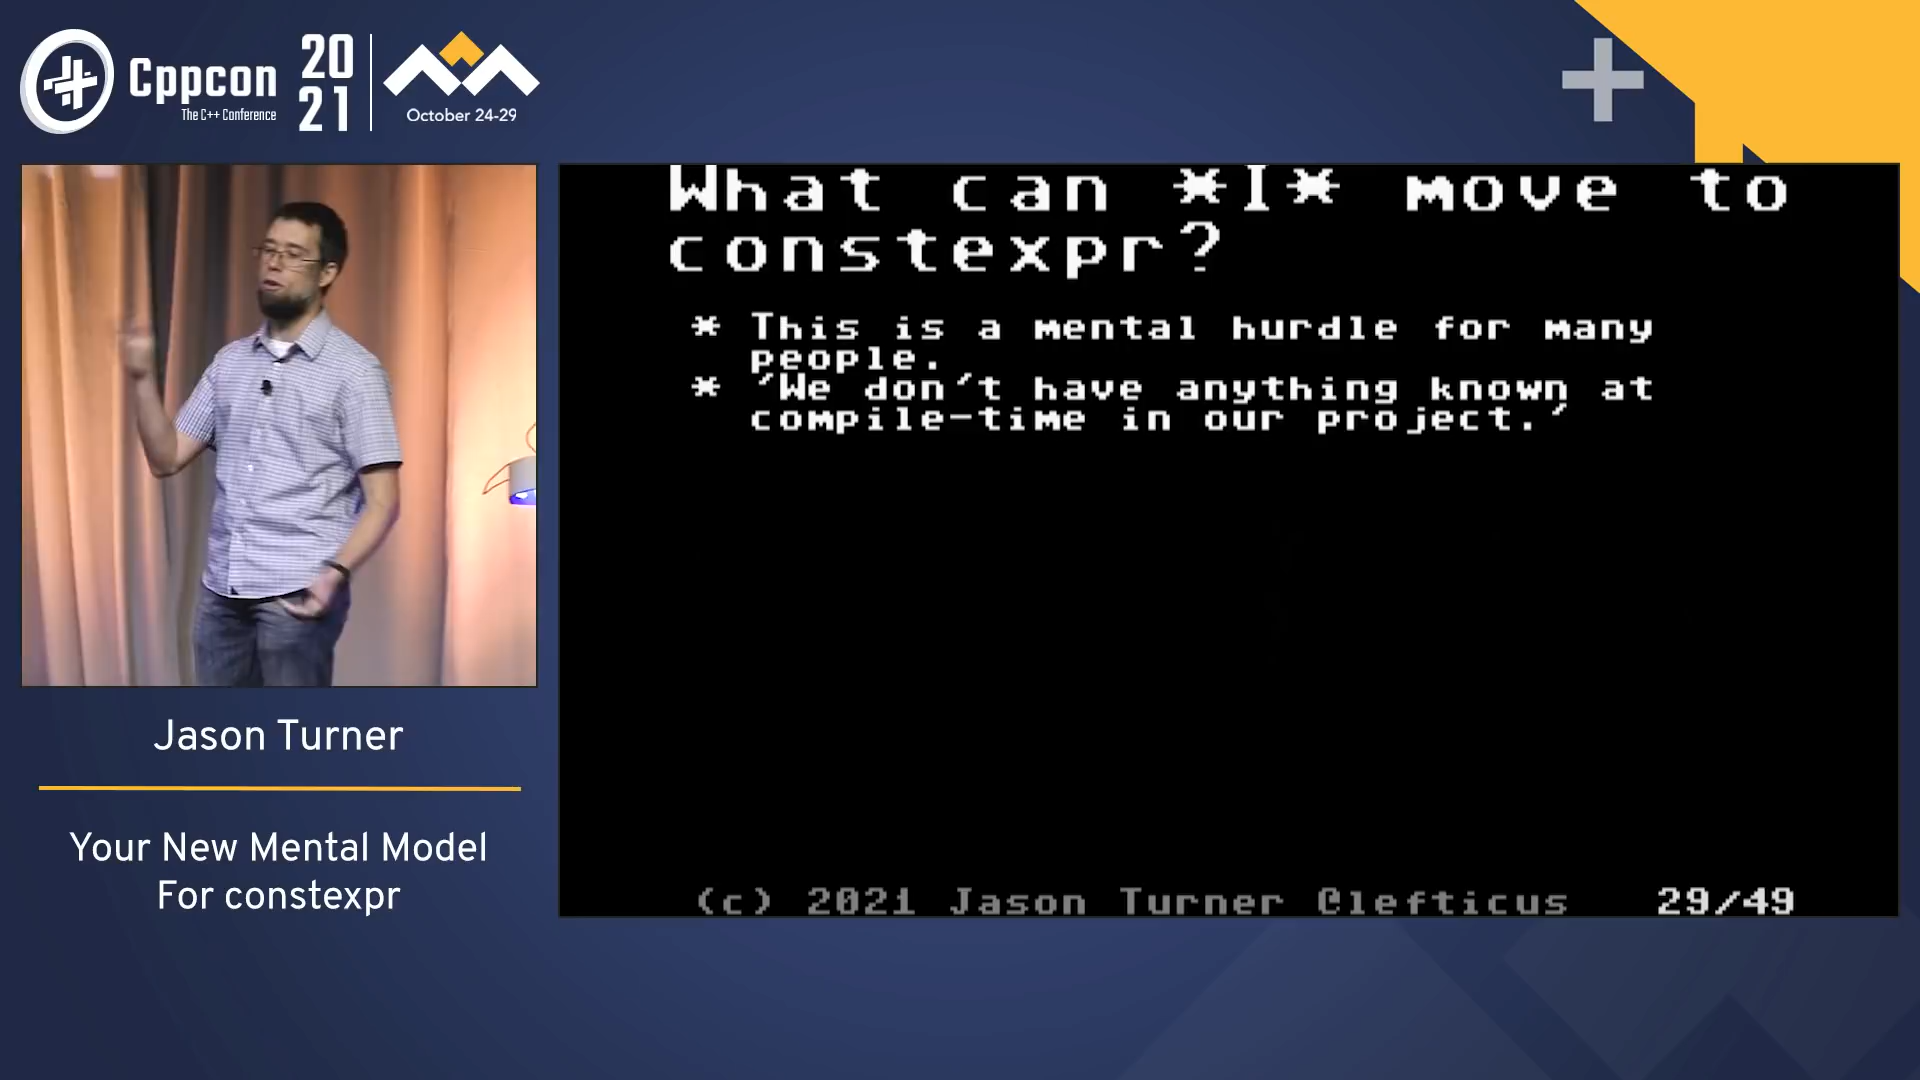 Cppcon
The C++ Conference
20
21
October 24-29
What can *I* move to
constexpr?
* This is a mental hurdle for many
people.
* 'We don't have anything known at
compile-time in our project.'
(c) 2021 Jason Turner @lefticus 29/49
Jason Turner
Your New Mental Model
For constexpr